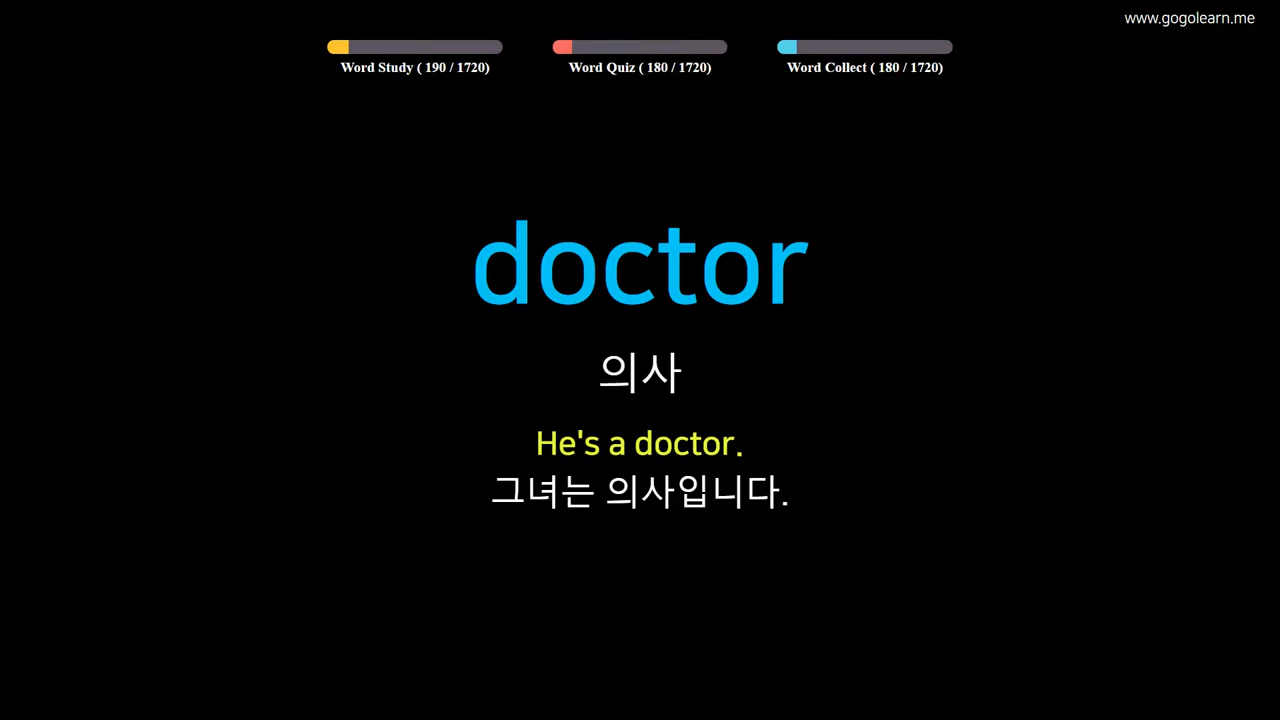 www.gogolearn.me
Word Study ( 190 / 1720)
Word Quiz ( 180 / 1720)
Word Collect ( 180 / 1720)
doctor
의사
He's a doctor.
그녀는 의사입니다.